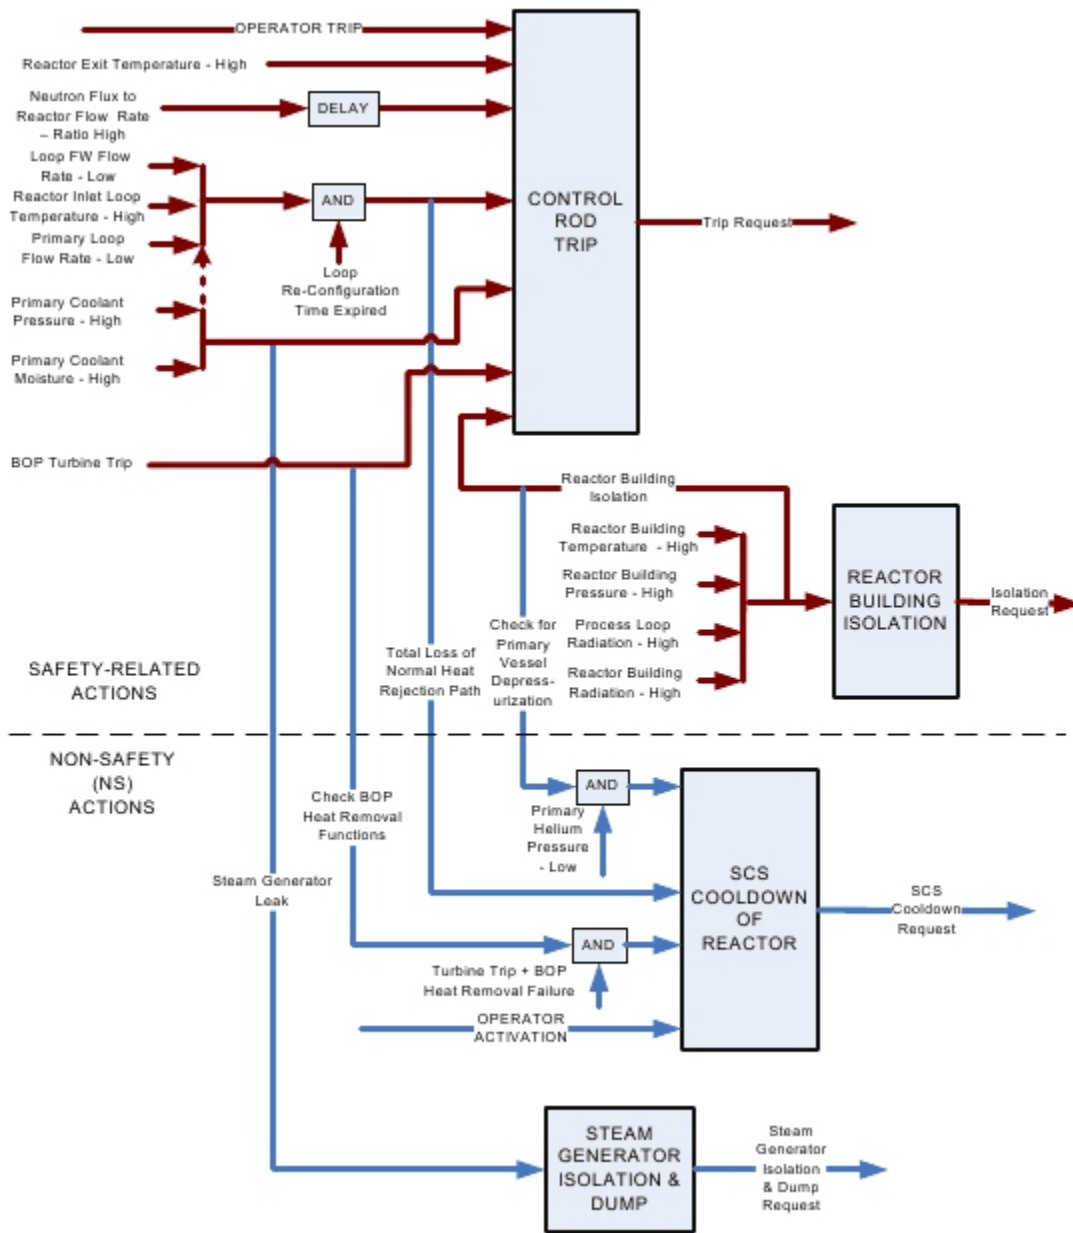 OPERATOR TRIP
Reactor Exit Temperature - High
Neutron Flux to
Reactor Flow Rate
– Ratio High
DELAY
Loop FW Flow
Rate - Low
Reactor Inlet Loop
Temperature - High
Primary Loop
Flow Rate - Low
AND
Loop
Re-Configuration
Time Expired
CONTROL
ROD
TRIP
Trip Request
Primary Coolant
Pressure - High
Primary Coolant
Moisture - High
BOP Turbine Trip
Reactor Building
Isolation
Reactor Building
Temperature - High
Reactor Building
Pressure - High
Process Loop
Radiation - High
Reactor Building
Radiation - High
REACTOR
BUILDING
ISOLATION
Isolation
Request
Check for
Primary
Vessel
Depress-
urization
Total Loss of
Normal Heat
Rejection Path
SAFETY-RELATED
ACTIONS
NON-SAFETY
(NS)
ACTIONS
Check BOP
Heat Removal
Functions
AND
Primary
Helium
Pressure
- Low
Steam Generator
Leak
SCS
COOLDOWN
OF
REACTOR
SCS
Cooldown
Request
AND
Turbine Trip + BOP
Heat Removal Failure
OPERATOR
ACTIVATION
STEAM
GENERATOR
ISOLATION &
DUMP
Steam
Generator
Isolation
& Dump
Request